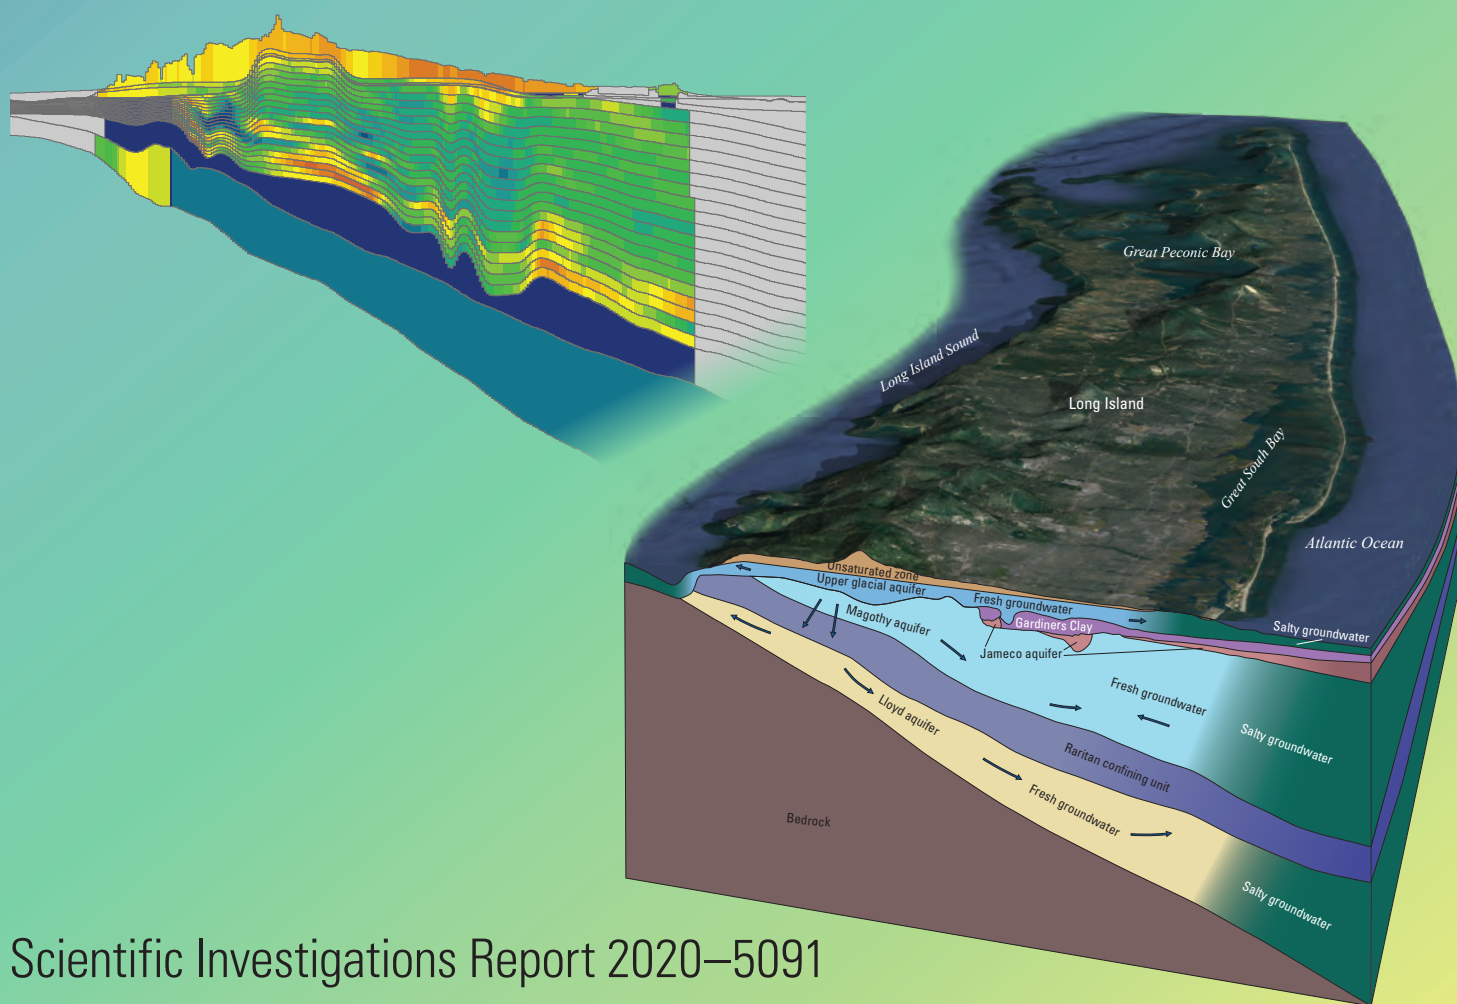 Great Peconic Bay
Long Island Sound
Long Island
Great South Bay
Atlantic Ocean
Unsaturated zone
Upper glacial aquifer
Fresh groundwater
Magothy aquifer
Gardiners Clay
Salty groundwater
Jameco aquifer
Fresh groundwater
Lloyd aquifer
Salty groundwater
Raritan confining unit
Fresh groundwater
Bedrock
Salty groundwater
Scientific Investigations Report 2020–5091